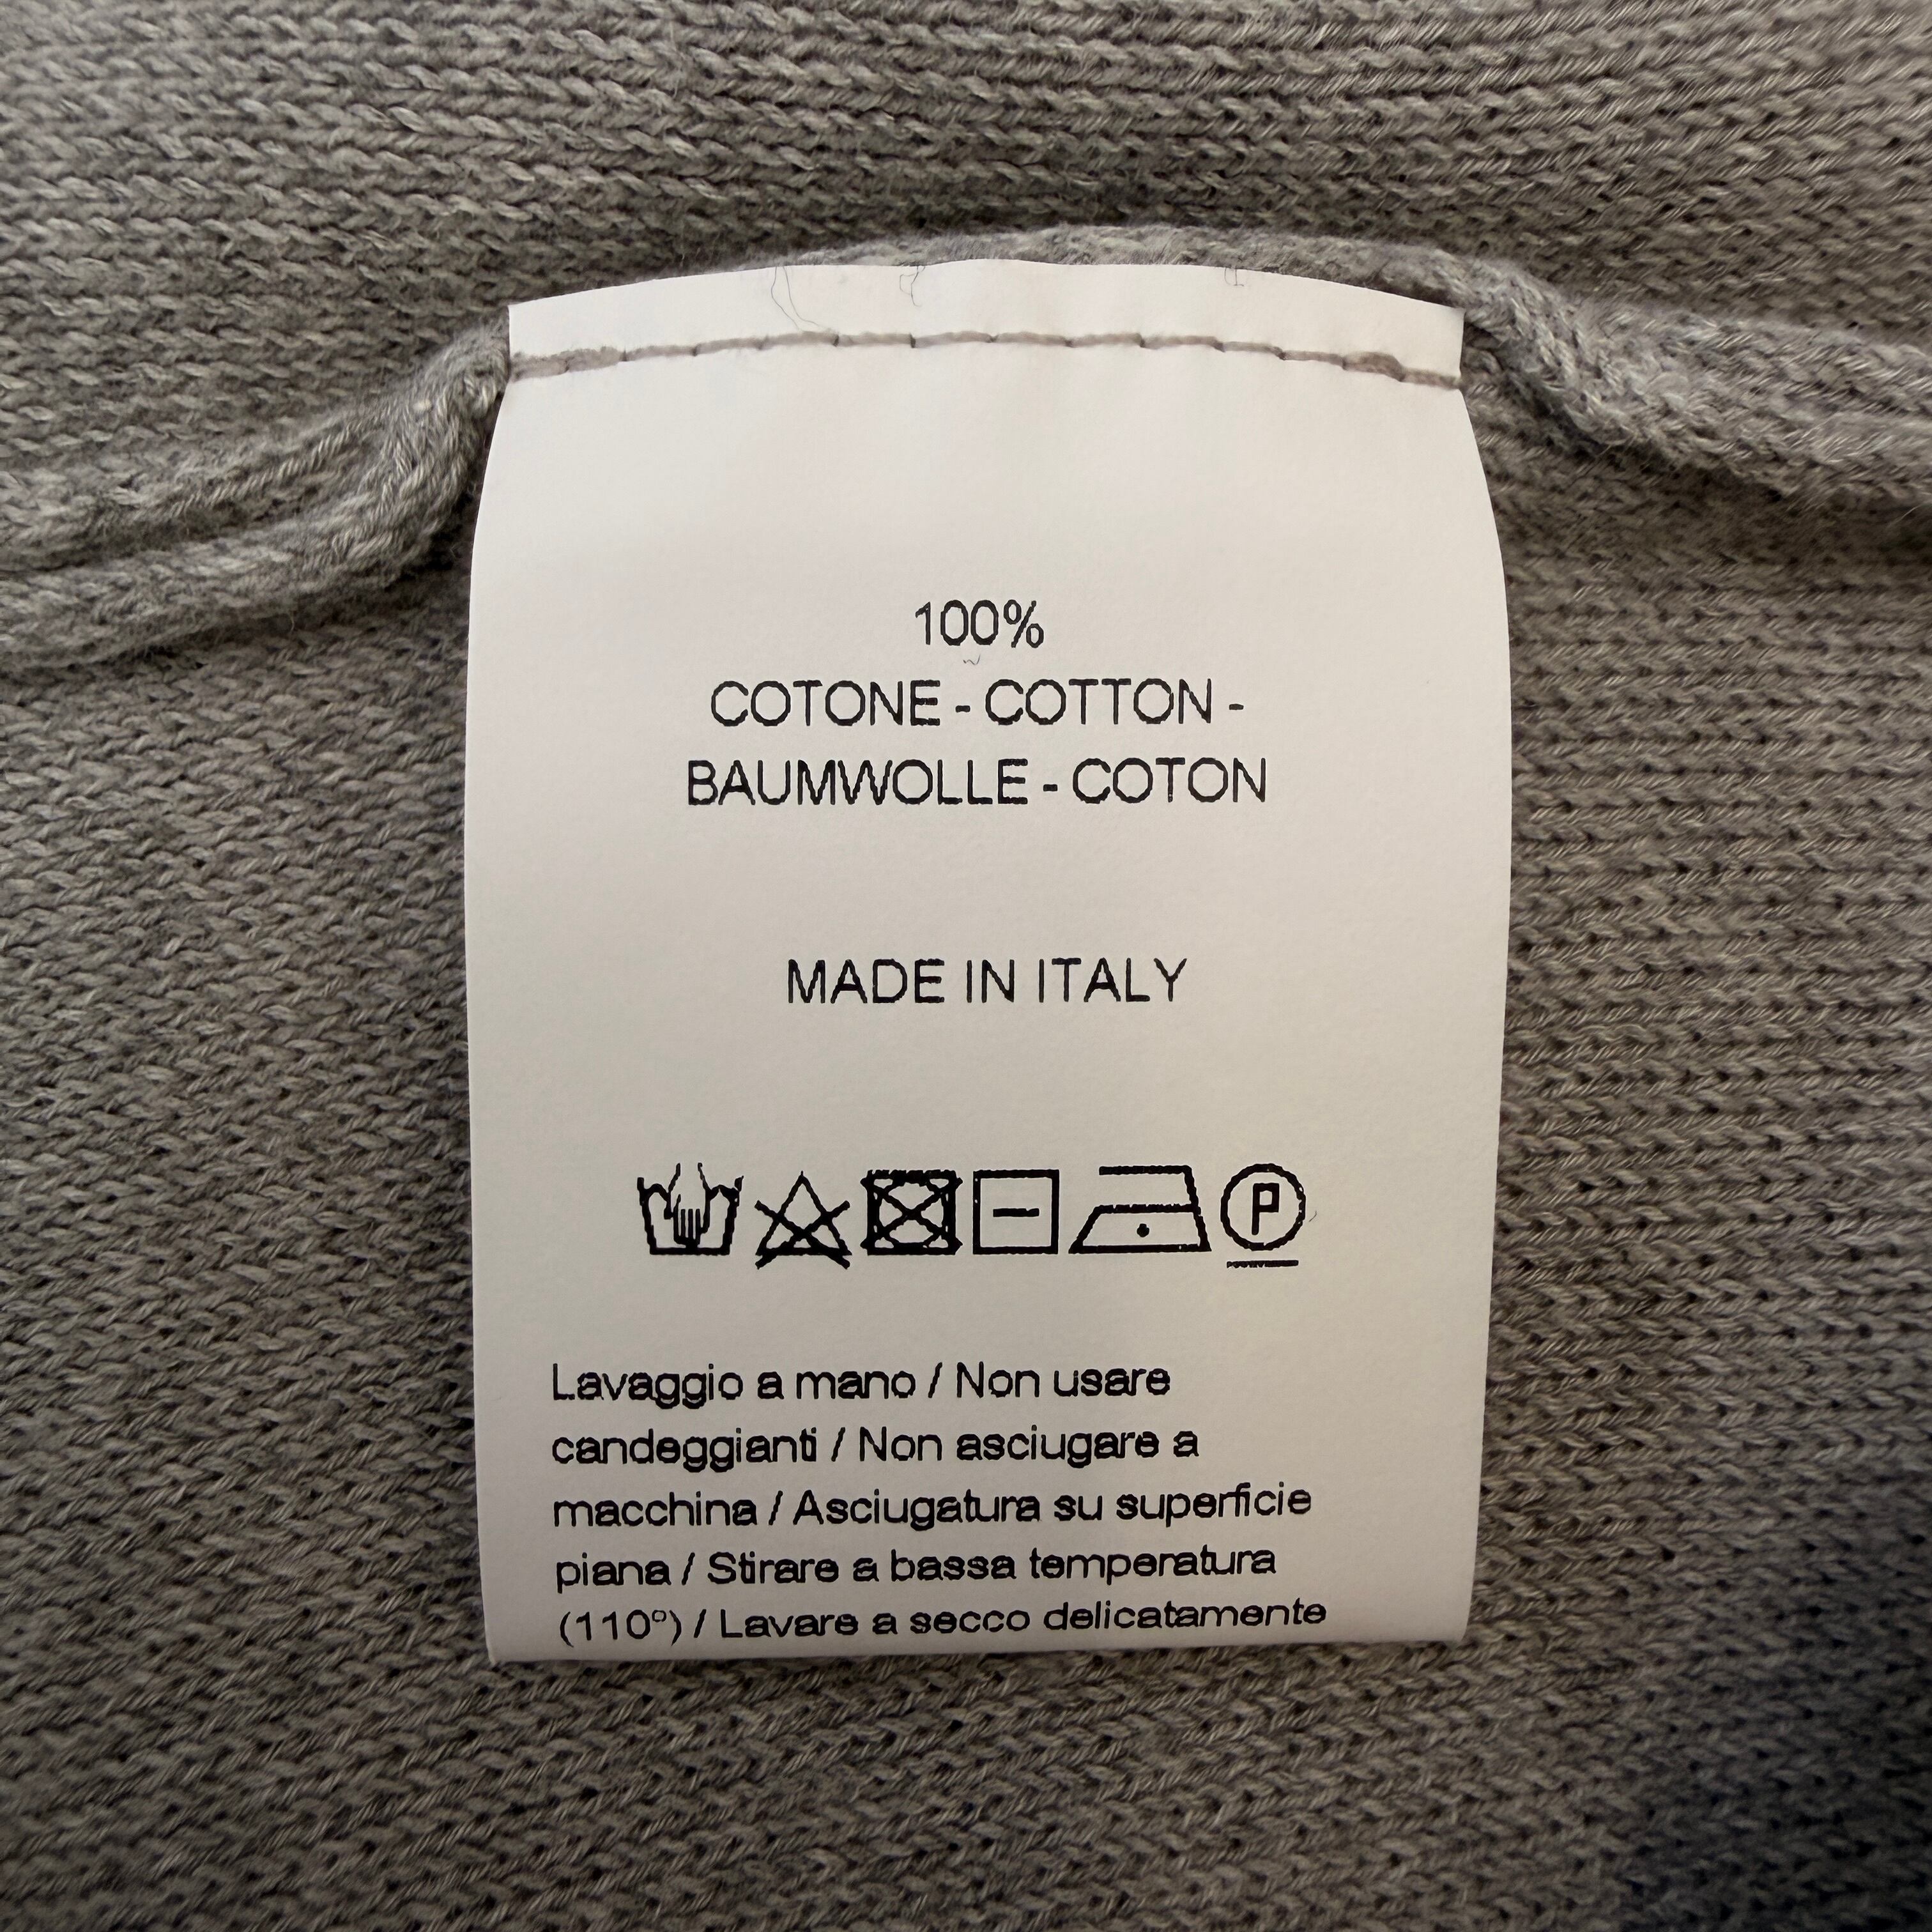 100%
COTONE - COTTON -
BAUMWOLLE - COTON
MADE IN ITALY
P
Lavaggio a mano / Non usare
candeggianti / Non asciugare a
macchina / Asciugatura su superficie
piana / Stirare a bassa temperatura
(110°) / Lavare a secco delicatamente